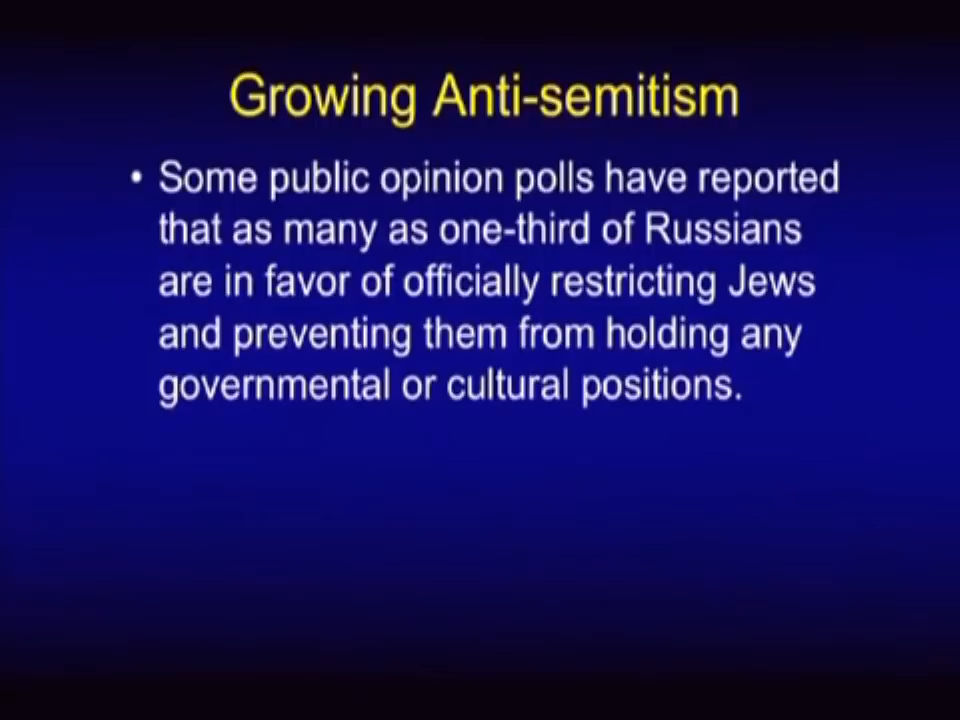 Growing Anti-semitism
• Some public opinion polls have reported
that as many as one-third of Russians
are in favor of officially restricting Jews
and preventing them from holding any
governmental or cultural positions.